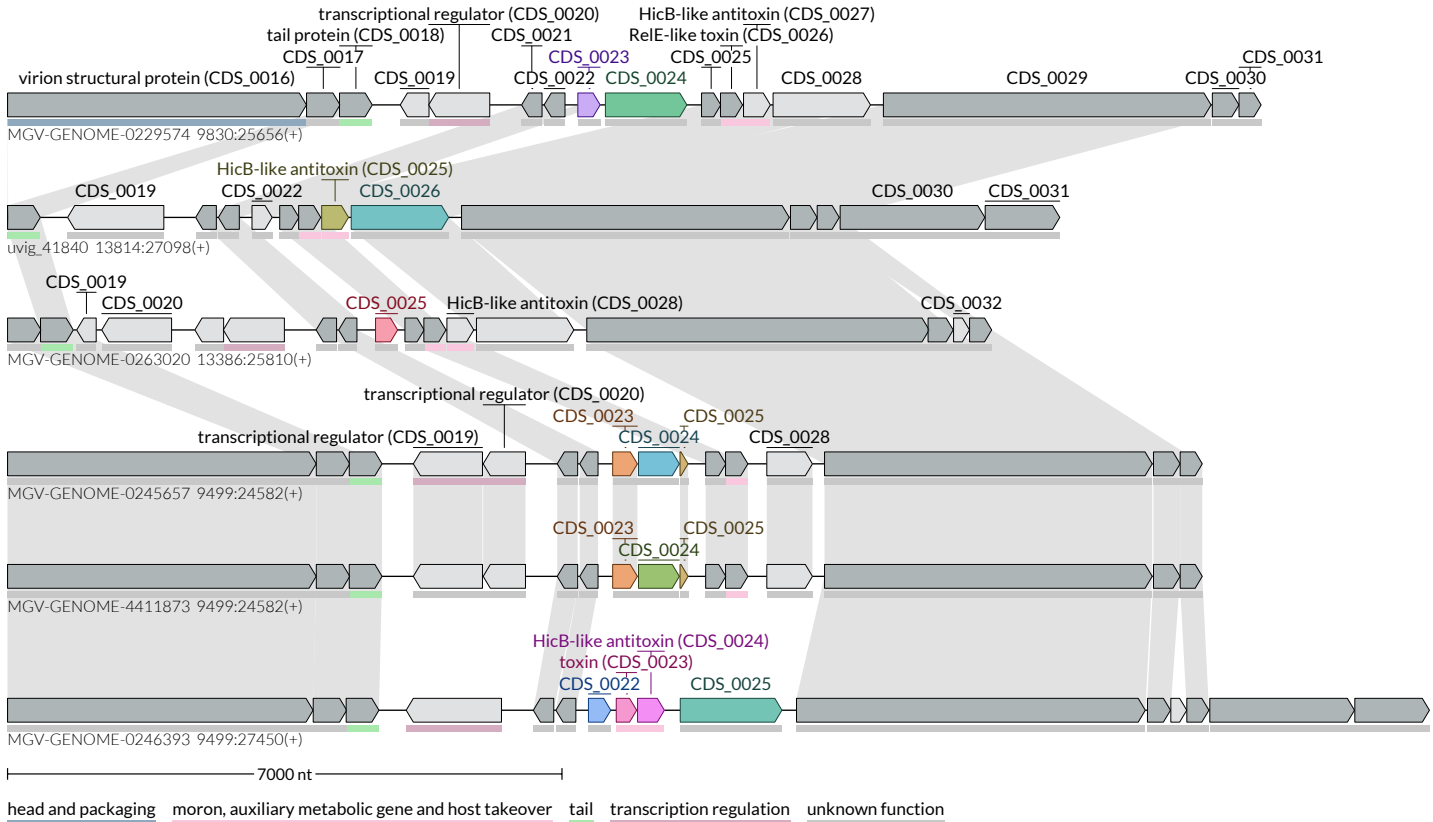 transcriptional regulator (CDS_0020) HicB-like antitoxin (CDS_0027)
tail protein (CDS_0018) CDS_0021 RelE-like toxin (CDS_0026)
CDS_0017 CDS_0023 CDS_0025 CDS_0031
virion structural protein (CDS_0016) CDS_0019 CDS_0022 CDS_0024 CDS_0028 CDS_0029 CDS_0030
MGV-GENOME-0229574 9830:25656(+)
HicB-like antitoxin (CDS_0025)
CDS_0019 CDS_0022 CDS_0026 CDS_0030 CDS_0031
uvig_41840 13814:27098(+)
CDS_0019
CDS_0020 CDS_0025 HicB-like antitoxin (CDS_0028) CDS_0032
MGV-GENOME-0263020 13386:25810(+)
transcriptional regulator (CDS_0020)
CDS_0023 CDS_0025
transcriptional regulator (CDS_0019) CDS_0024 CDS_0028
MGV-GENOME-0245657 9499:24582(+)
CDS_0023 CDS_0025
CDS_0024
MGV-GENOME-4411873 9499:24582(+)
HicB-like antitoxin (CDS_0024)
toxin (CDS_0023)
CDS_0022 CDS_0025
MGV-GENOME-0246393 9499:27450(+)
7000 nt
head and packaging moron, auxiliary metabolic gene and host takeover tail transcription regulation unknown function